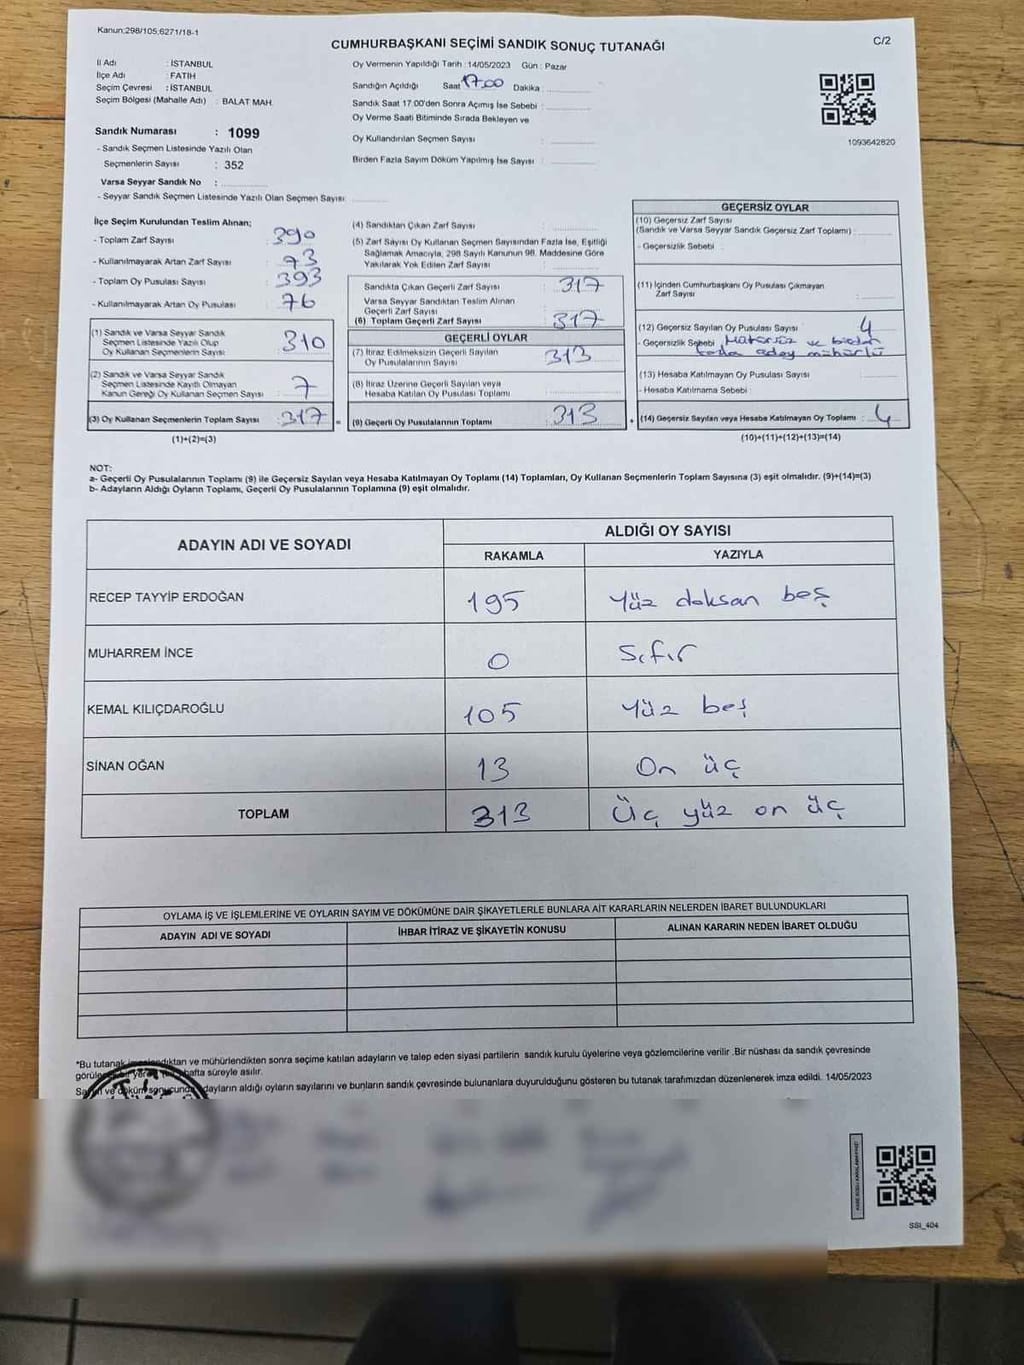 Kanun:298/105,6271/18-1
CUMHURBAŞKANI SEÇİMİ SANDIK SONUÇ TUTANAĞI
C/2
İl Adı : İSTANBUL
İlçe Adı : FATİH
Seçim Çevresi : İSTANBUL
Seçim Bölgesi (Mahalle Adı) : BALAT MAH.
Sandık Numarası : 1099
- Sandık Seçmen Listesinde Yazılı Olan
Seçmenlerin Sayısı : 352
Varsa Seyyar Sandık No :
- Seyyar Sandık Seçmen Listesinde Yazılı Olan Seçmen Sayısı:
Oy Vermenin Yapıldığı Tarih : 14/05/2023 Gün : Pazar
Sandığın Açıldığı Saat 17:00 Dakika :
Sandık Saat 17:00'den Sonra Açımış İse Sebebi :
Oy Verme Saati Bitiminde Sırada Bekleyen ve
Oy Kullandırılan Seçmen Sayısı :
Birden Fazla Sayım Döküm Yapılmış İse Sayısı :
1093642820
İlçe Seçim Kurulundan Teslim Alınan;
- Toplam Zarf Sayısı : 390
- Kullanılmayarak Artan Zarf Sayısı : 73
- Toplam Oy Pusulası Sayısı : 393
- Kullanılmayarak Artan Oy Pusulası : 76
(1) Sandık ve Varsa Seyyar Sandık
Seçmen Listesinde Yazılı Olup
Oy Kullanan Seçmenlerin Sayısı : 310
(2) Sandık ve Varsa Seyyar Sandık
Seçmen Listesinde Kayıtlı Olmayan
Kanun Gereği Oy Kullanan Seçmen Sayısı : 7
(3) Oy Kullanan Seçmenlerin Toplam Sayısı : 317
(1)+(2)=(3)
(4) Sandıktan Çıkan Zarf Sayısı :
(5) Zarf Sayısı Oy Kullanan Seçmen Sayısından Fazla İse, Eşitliği
Sağlamak Amacıyla, 298 Sayılı Kanunun 98. Maddesine Göre
Yakılarak Yok Edilen Zarf Sayısı :
Sandıkta Çıkan Geçerli Zarf Sayısı : 317
Varsa Seyyar Sandıktan Teslim Alınan
Geçerli Zarf Sayısı :
(6) Toplam Geçerli Zarf Sayısı : 317
GEÇERLİ OYLAR
(7) İtiraz Edilmeksizin Geçerli Sayılan
Oy Pusulalarının Sayısı : 313
(8) İtiraz Üzerine Geçerli Sayılan veya
Hesaba Katılan Oy Pusulası Toplamı :
= (9) Geçerli Oy Pusulalarının Toplamı : 313
GEÇERSİZ OYLAR
(10) Geçersiz Zarf Sayısı
(Sandık ve Varsa Seyyar Sandık Geçersiz Zarf Toplamı) :
- Geçersizlik Sebebi :
(11) İçinden Cumhurbaşkanı Oy Pusulası Çıkmayan
Zarf Sayısı :
(12) Geçersiz Sayılan Oy Pusulası Sayısı : 4
- Geçersizlik Sebebi : Mühürsüz ve birden
fazla aday mühürlü
(13) Hesaba Katılmayan Oy Pusulası Sayısı :
- Hesaba Katılmama Sebebi :
+ (14) Geçersiz Sayılan veya Hesaba Katılmayan Oy Toplamı : 4
(10)+(11)+(12)+(13)=(14)
NOT:
a- Geçerli Oy Pusulalarının Toplamı (9) ile Geçersiz Sayılan veya Hesaba Katılmayan Oy Toplamı (14) Toplamları, Oy Kullanan Seçmenlerin Toplam Sayısına (3) eşit olmalıdır. (9)+(14)=(3)
b- Adayların Aldığı Oyların Toplamı, Geçerli Oy Pusulalarının Toplamına (9) eşit olmalıdır.
ADAYIN ADI VE SOYADI
ALDIĞI OY SAYISI
RAKAMLA YAZIYLA
RECEP TAYYİP ERDOĞAN 195 yüz doksan beş
MUHARREM İNCE 0 Sıfır
KEMAL KILIÇDAROĞLU 105 yüz beş
SİNAN OĞAN 13 On üç
TOPLAM 313 Üç yüz on üç
OYLAMA İŞ VE İŞLEMLERİNE VE OYLARIN SAYIM VE DÖKÜMÜNE DAİR ŞİKAYETLERLE BUNLARA AİT KARARLARIN NELERDEN İBARET BULUNDUKLARI
ADAYIN ADI VE SOYADI İHBAR İTİRAZ VE ŞİKAYETİN KONUSU ALINAN KARARIN NEDEN İBARET OLDUĞU
*Bu tutanak imzalandıktan ve mühürlendikten sonra seçime katılan adayların ve talep eden siyasi partilerin sandık kurulu üyelerine veya gözlemcilerine verilir .Bir nüshası da sandık çevresinde
hafta süreyle asılır.
Sayım ve döküm sonucunda adayların aldığı oyların sayılarını ve bunların sandık çevresinde bulunanlara duyurulduğunu gösteren bu tutanak tarafımızdan düzenlenerek imza edildi. 14/05/2023
SSI_404